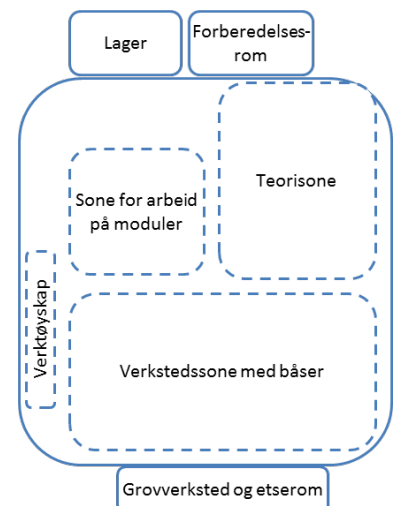 Lager
Forberedelses-
rom
Teorisone
Sone for arbeid
på moduler
Verktøyskap
Verkstedssone med båser
Grovverksted og etserom